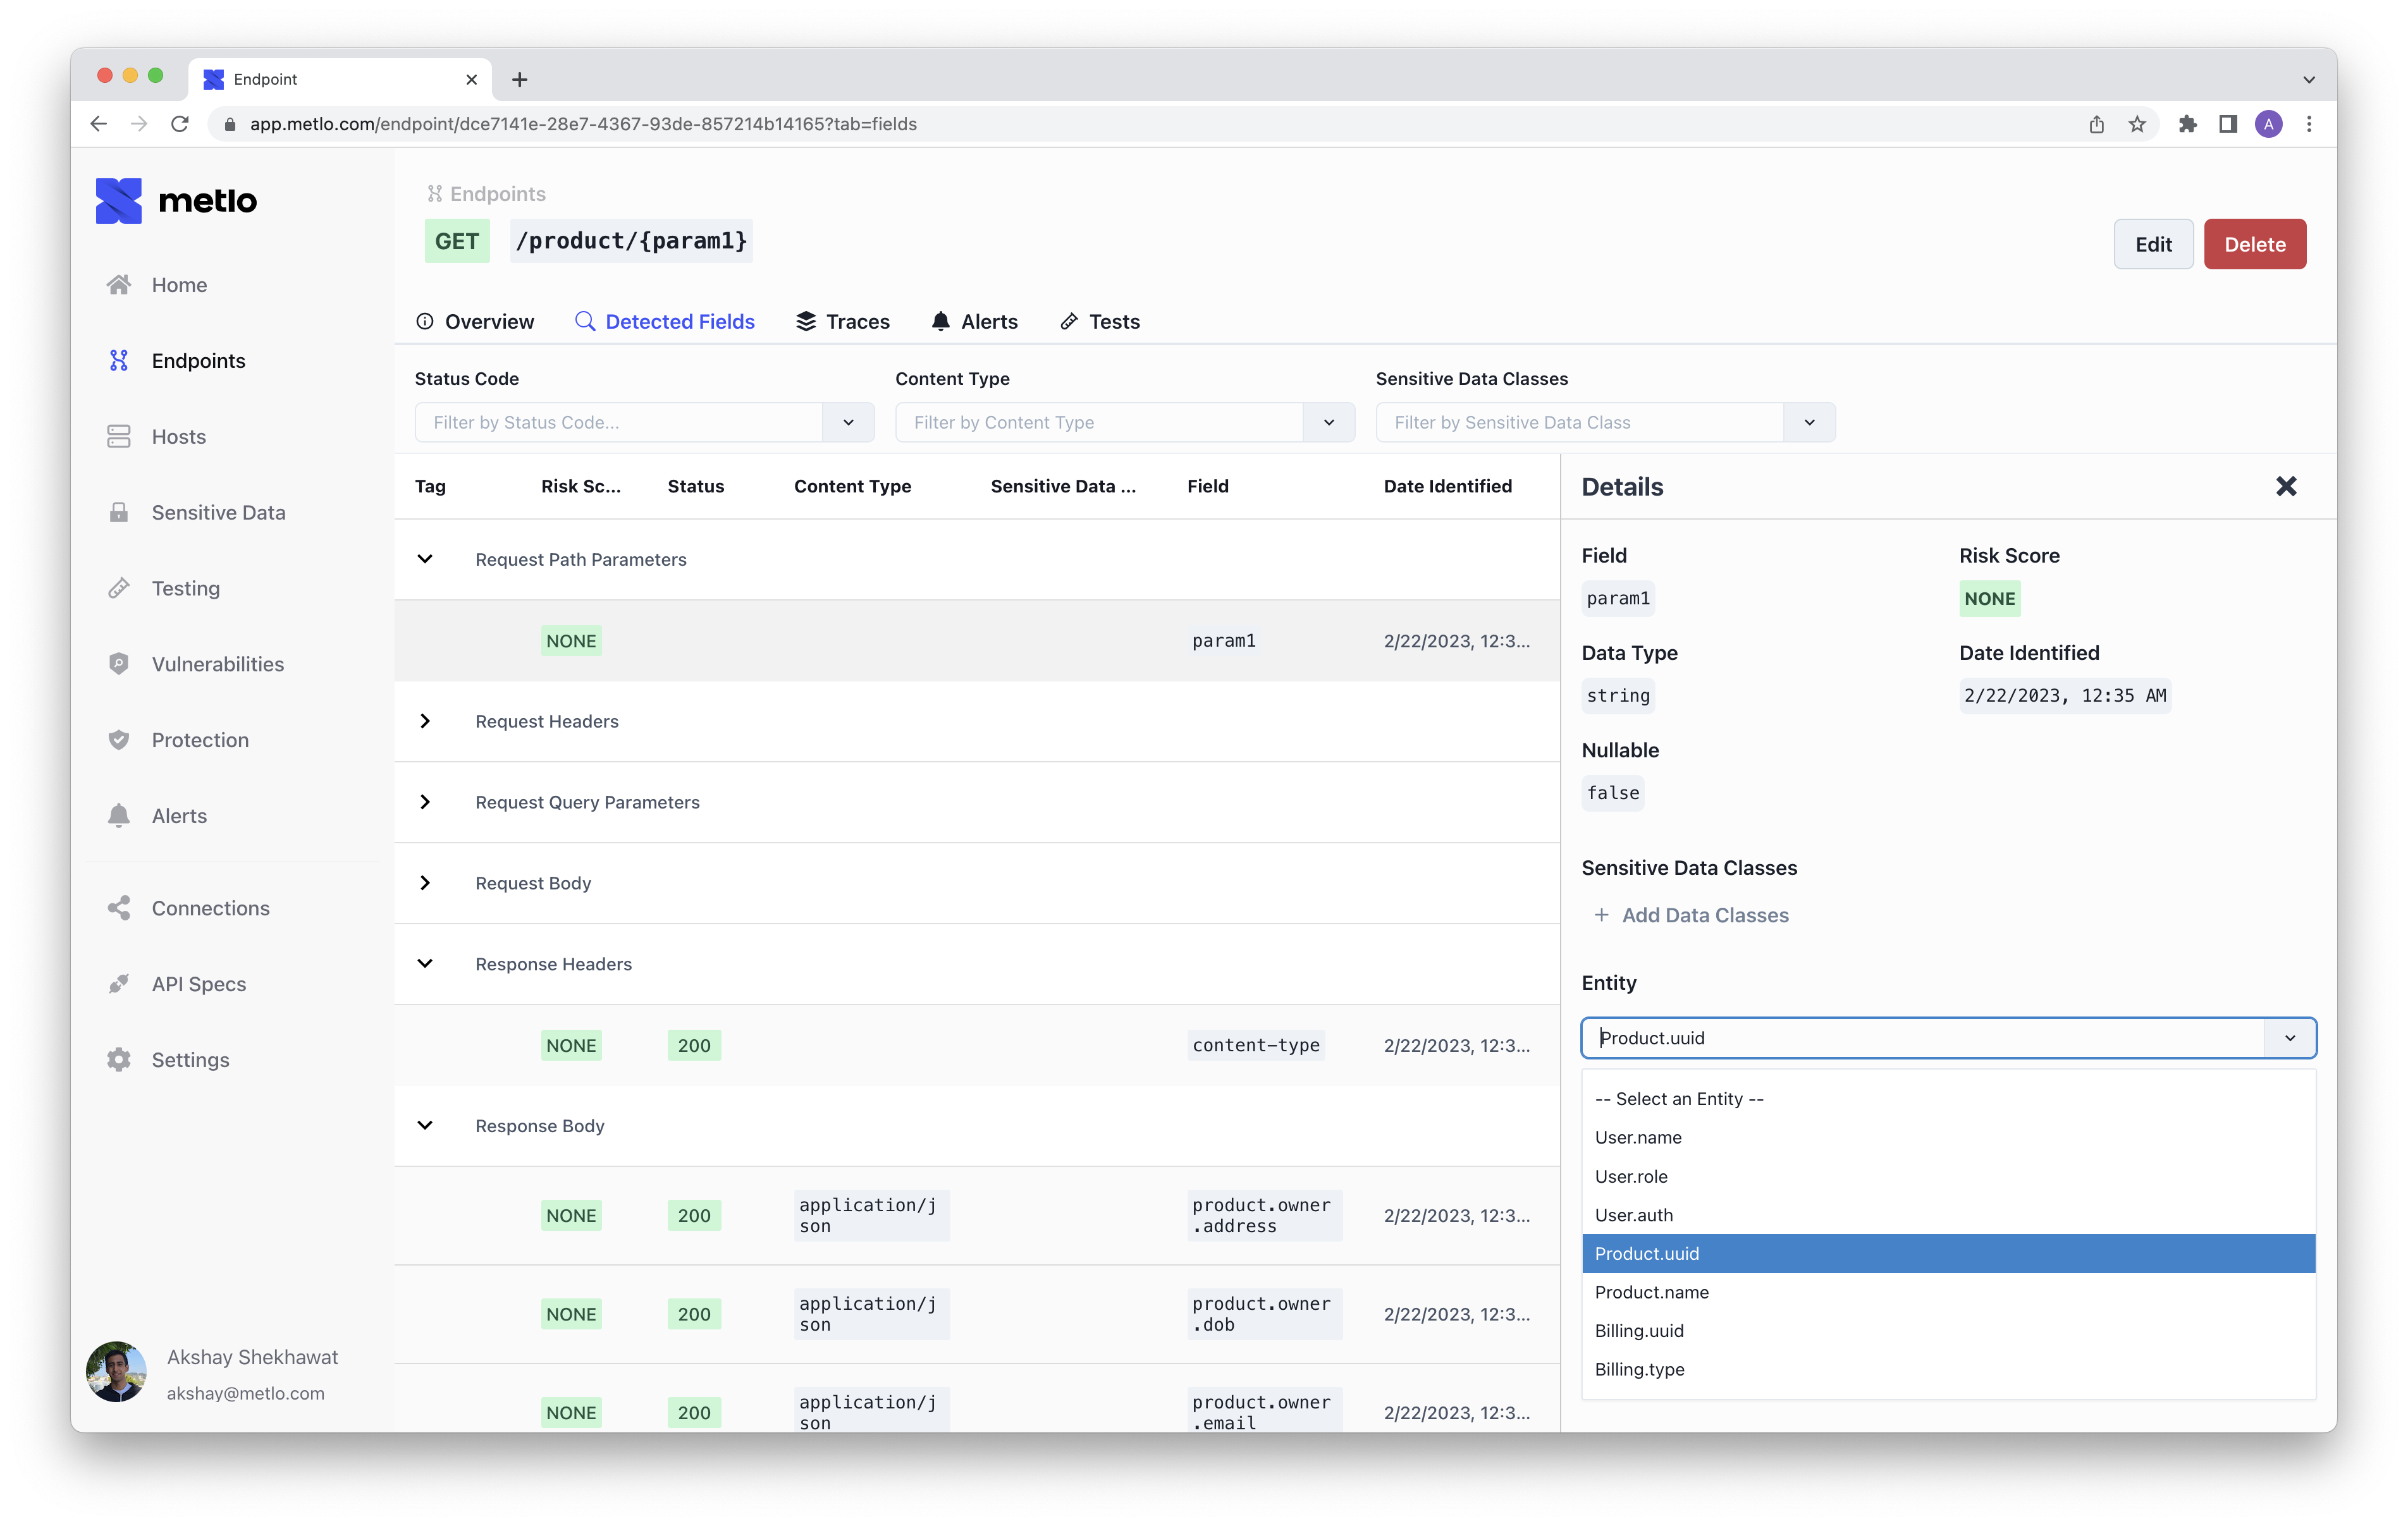 Endpoint
app.metlo.com/endpoint/dce7141e-28e7-4367-93de-857214b14165?tab=fields
A
metlo
Home
Endpoints
Hosts
Sensitive Data
Testing
Vulnerabilities
Protection
Alerts
Connections
API Specs
Settings
Akshay Shekhawat
akshay@metlo.com
Endpoints
GET /product/{param1}
Edit Delete
Overview Detected Fields Traces Alerts Tests
Status Code Content Type Sensitive Data Classes
Filter by Status Code... Filter by Content Type Filter by Sensitive Data Class
Tag Risk Sc... Status Content Type Sensitive Data ... Field Date Identified
Request Path Parameters
NONE param1 2/22/2023, 12:3...
Request Headers
Request Query Parameters
Request Body
Response Headers
NONE 200 content-type 2/22/2023, 12:3...
Response Body
NONE 200 application/j product.owner 2/22/2023, 12:3...
son .address
NONE 200 application/j product.owner 2/22/2023, 12:3...
son .dob
NONE 200 application/j product.owner 2/22/2023, 12:3...
son .email
Details
Field Risk Score
param1 NONE
Data Type Date Identified
string 2/22/2023, 12:35 AM
Nullable
false
Sensitive Data Classes
+ Add Data Classes
Entity
Product.uuid
-- Select an Entity --
User.name
User.role
User.auth
Product.uuid
Product.name
Billing.uuid
Billing.type